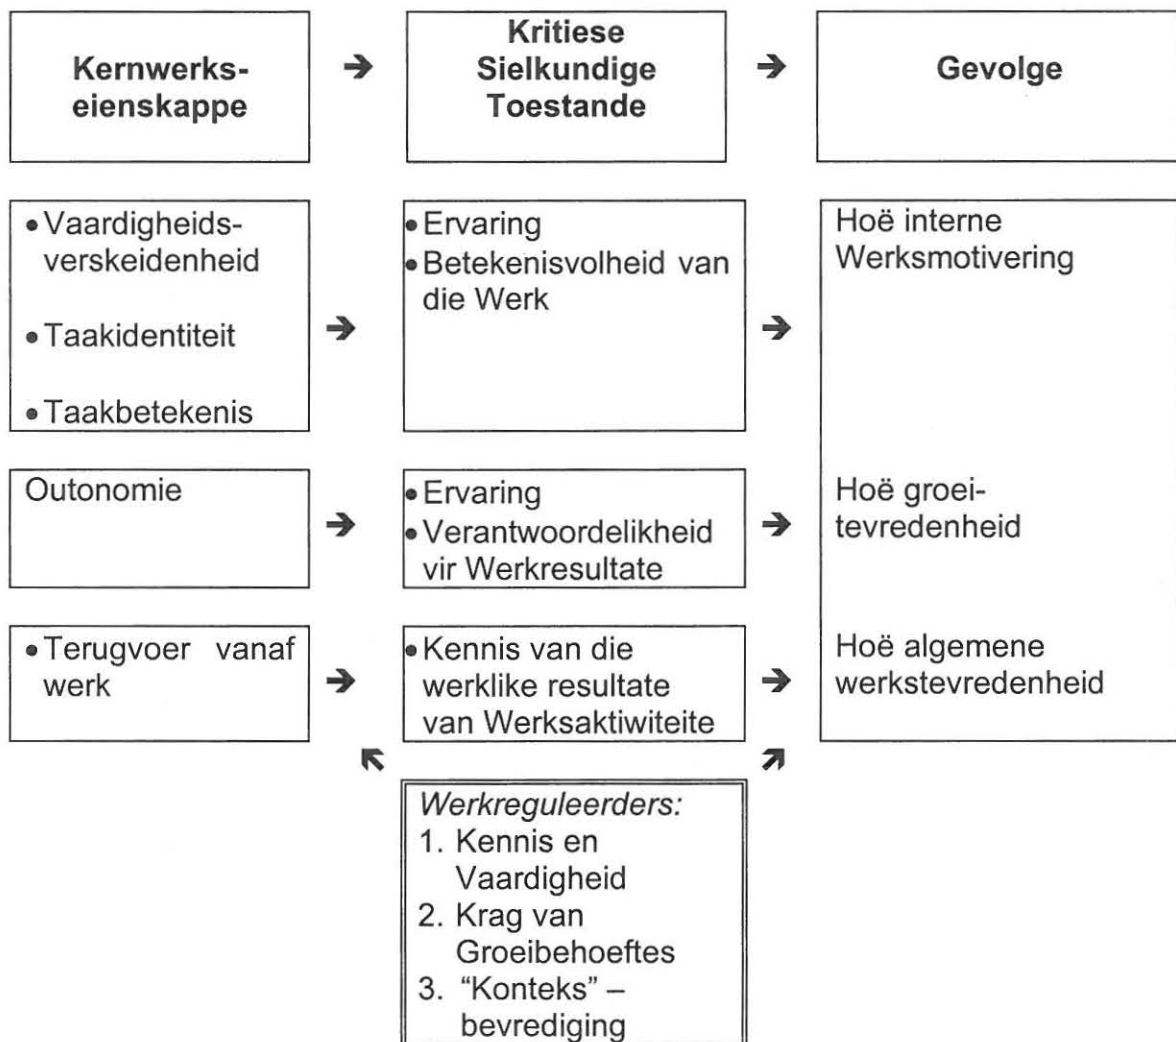 Kernwerks-
eienskappe
➔
Kritiese
Sielkundige
Toestande
➔
Gevolge
• Vaardigheids-
verskeidenheid
• Taakidentiteit
• Taakbetekenis
➔
• Ervaring
• Betekenisvolheid van
die Werk
➔
Hoë interne
Werksmotivering
Outonomie
➔
• Ervaring
• Verantwoordelikheid
vir Werkresultate
➔
Hoë groei-
tevredenheid
• Terugvoer vanaf
werk
➔
• Kennis van die
werklike resultate
van Werksaktiwiteite
➔
Hoë algemene
werkstevredenheid
Werkreguleerders:
1. Kennis en
Vaardigheid
2. Krag van
Groeibehoeftes
3. “Konteks” –
bevrediging